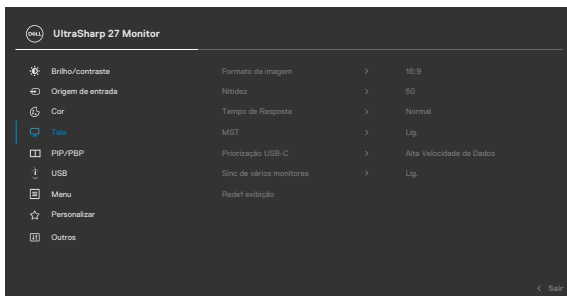 DELL UltraSharp 27 Monitor
Brilho/contraste Formato de imagem > 16:9
Origem de entrada Nitidez > 50
Cor Tempo de Resposta > Normal
Tela MST > Lig.
PIP/PBP Priorização USB-C > Alta Velocidade de Dados
USB Sinc de vários monitores > Lig.
Menu Redef exibição
Personalizar
Outros
< Sair